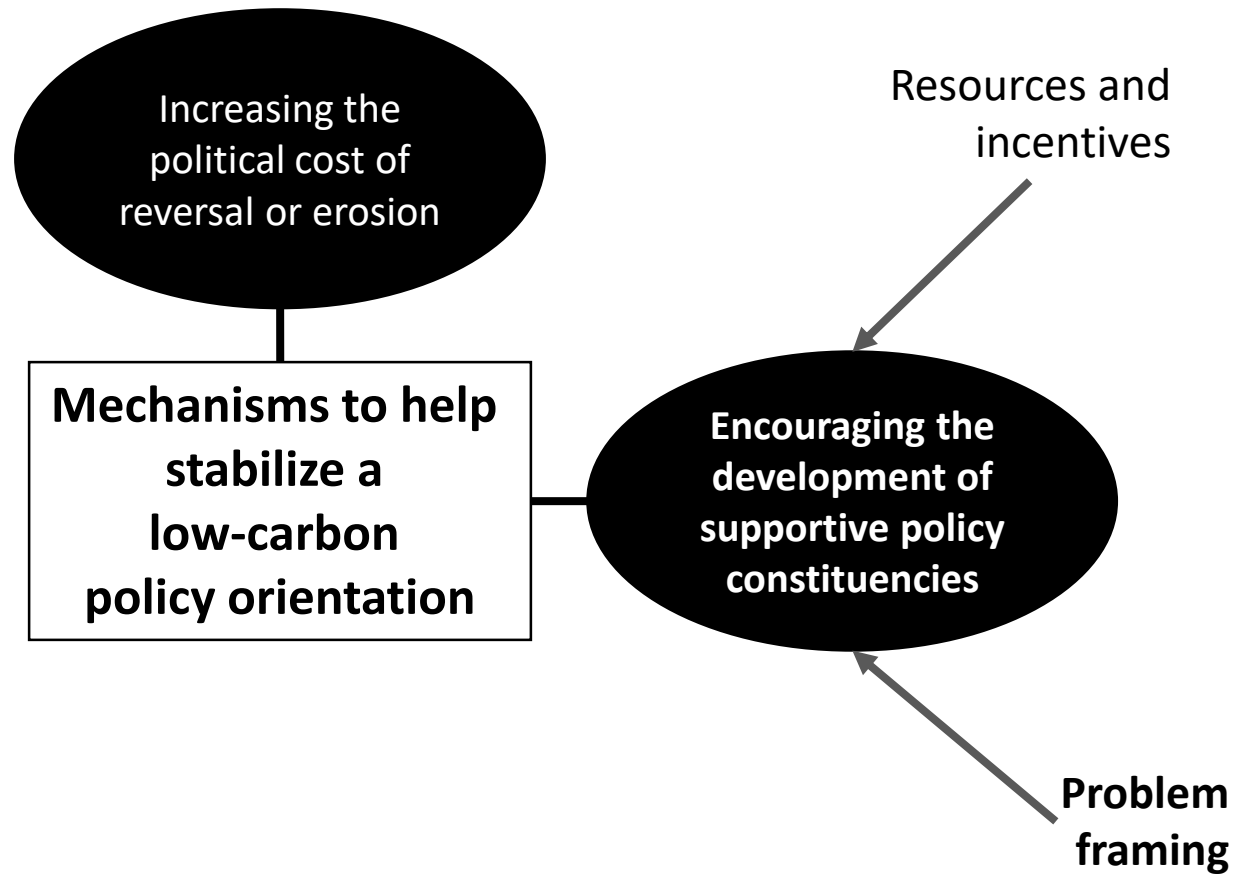 Increasing the
political cost of
reversal or erosion
Resources and
incentives
Mechanisms to help
stabilize a
low-carbon
policy orientation
Encouraging the
development of
supportive policy
constituencies
Problem
framing